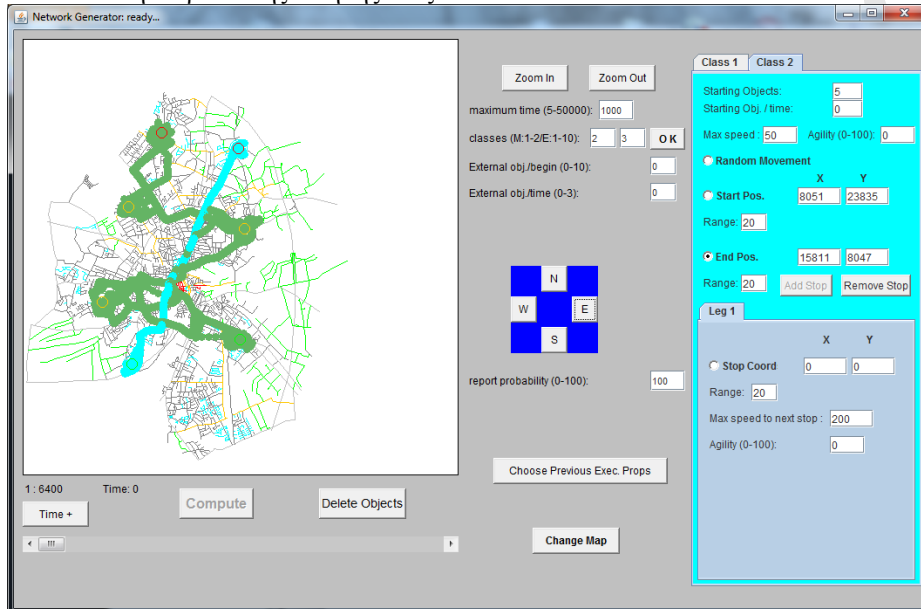 Network Generator: ready...
Zoom In
Zoom Out
maximum time (5-50000): 1000
classes (M:1-2/E:1-10): 2 3 O K
External obj./begin (0-10): 0
External obj./time (0-3): 0
N
W
E
S
report probability (0-100): 100
Choose Previous Exec. Props
Change Map
1 : 6400 Time: 0
Time +
Compute
Delete Objects
Class 1 Class 2
Starting Objects: 5
Starting Obj. / time: 0
Max speed : 50 Agility (0-100): 0
Random Movement
X Y
Start Pos. 8051 23835
Range: 20
End Pos. 15811 8047
Range: 20 Add Stop Remove Stop
Leg 1
X Y
Stop Coord 0 0
Range: 20
Max speed to next stop : 200
Agility (0-100): 0